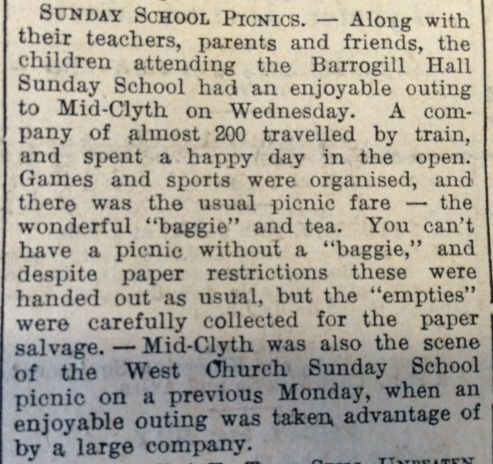 SUNDAY SCHOOL PICNICS. — Along with
their teachers, parents and friends, the
children attending the Barrogill Hall
Sunday School had an enjoyable outing
to Mid-Clyth on Wednesday. A com-
pany of almost 200 travelled by train,
and spent a happy day in the open.
Games and sports were organised, and
there was the usual picnic fare — the
wonderful "baggie" and tea. You can't
have a picnic without a "baggie," and
despite paper restrictions these were
handed out as usual, but the "empties"
were carefully collected for the paper
salvage. — Mid-Clyth was also the scene
of the West Church Sunday School
picnic on a previous Monday, when an
enjoyable outing was taken advantage of
by a large company.
UNBEATEN